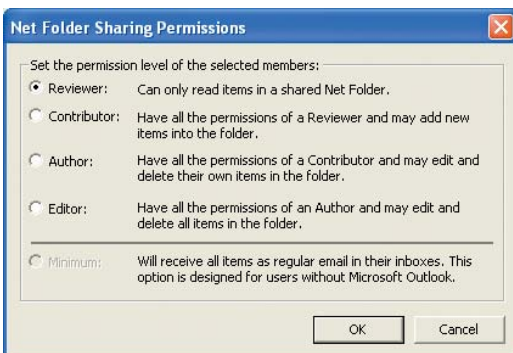 Net Folder Sharing Permissions
Set the permission level of the selected members:
Reviewer: Can only read items in a shared Net Folder.
Contributor: Have all the permissions of a Reviewer and may add new
items into the folder.
Author: Have all the permissions of a Contributor and may edit and
delete their own items in the folder.
Editor: Have all the permissions of an Author and may edit and
delete all items in the folder.
Minimum: Will receive all items as regular email in their inboxes. This
option is designed for users without Microsoft Outlook.
OK Cancel